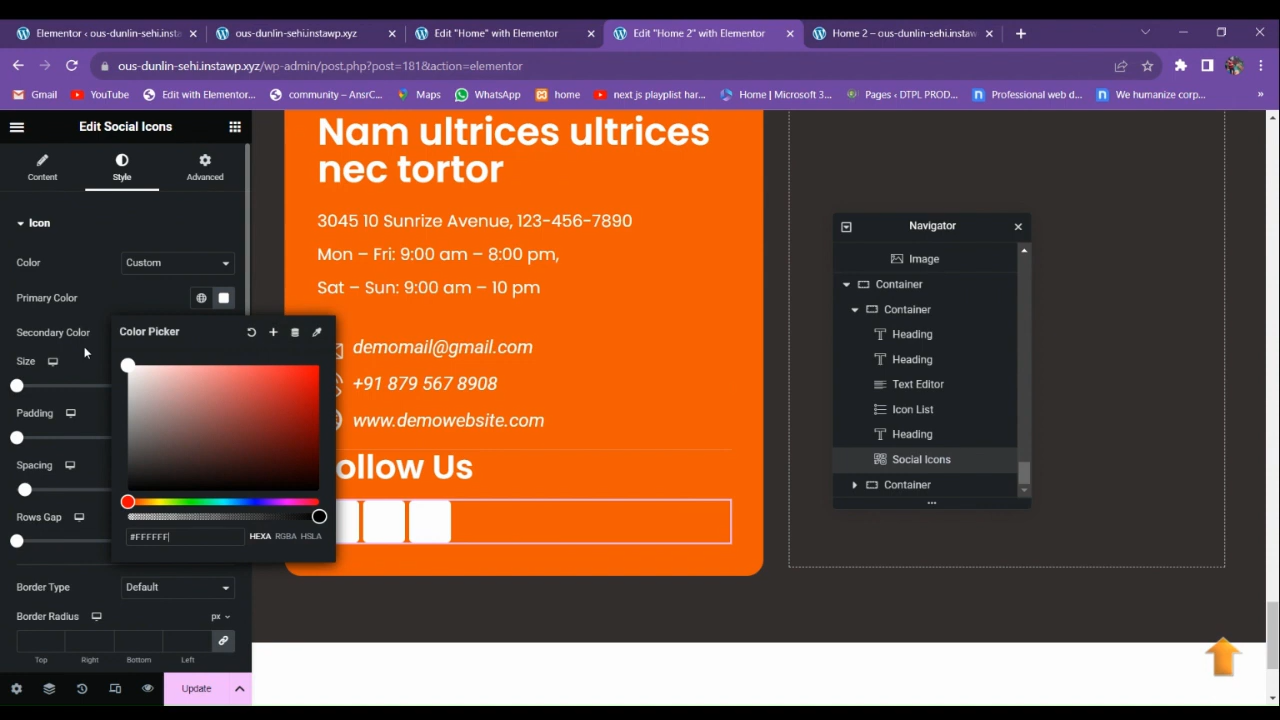 Elementor ‹ ous-dunlin-sehi.insta
ous-dunlin-sehi.instawp.xyz
Edit "Home" with Elementor
Edit "Home 2" with Elementor
Home 2 – ous-dunlin-sehi.instaw
ous-dunlin-sehi.instawp.xyz/wp-admin/post.php?post=181&action=elementor
Gmail
YouTube
Edit with Elementor...
community – AnsrC...
Maps
WhatsApp
home
next js playplist har...
Home | Microsoft 3...
Pages ‹ DTPL PROD...
Professional web d...
We humanize corp...
»
Edit Social Icons
Content
Style
Advanced
Icon
Color
Custom
Primary Color
Secondary Color
Size
Padding
Spacing
Rows Gap
Color Picker
#FFFFFF
HEXA
RGBA
HSLA
Border Type
Default
Border Radius
px
Top
Right
Bottom
Left
Update
Nam ultrices ultrices
nec tortor
3045 10 Sunrize Avenue, 123-456-7890
Mon – Fri: 9:00 am – 8:00 pm,
Sat – Sun: 9:00 am – 10 pm
demomail@gmail.com
+91 879 567 8908
www.demowebsite.com
ollow Us
Navigator
Image
Container
Container
Heading
Heading
Text Editor
Icon List
Heading
Social Icons
Container